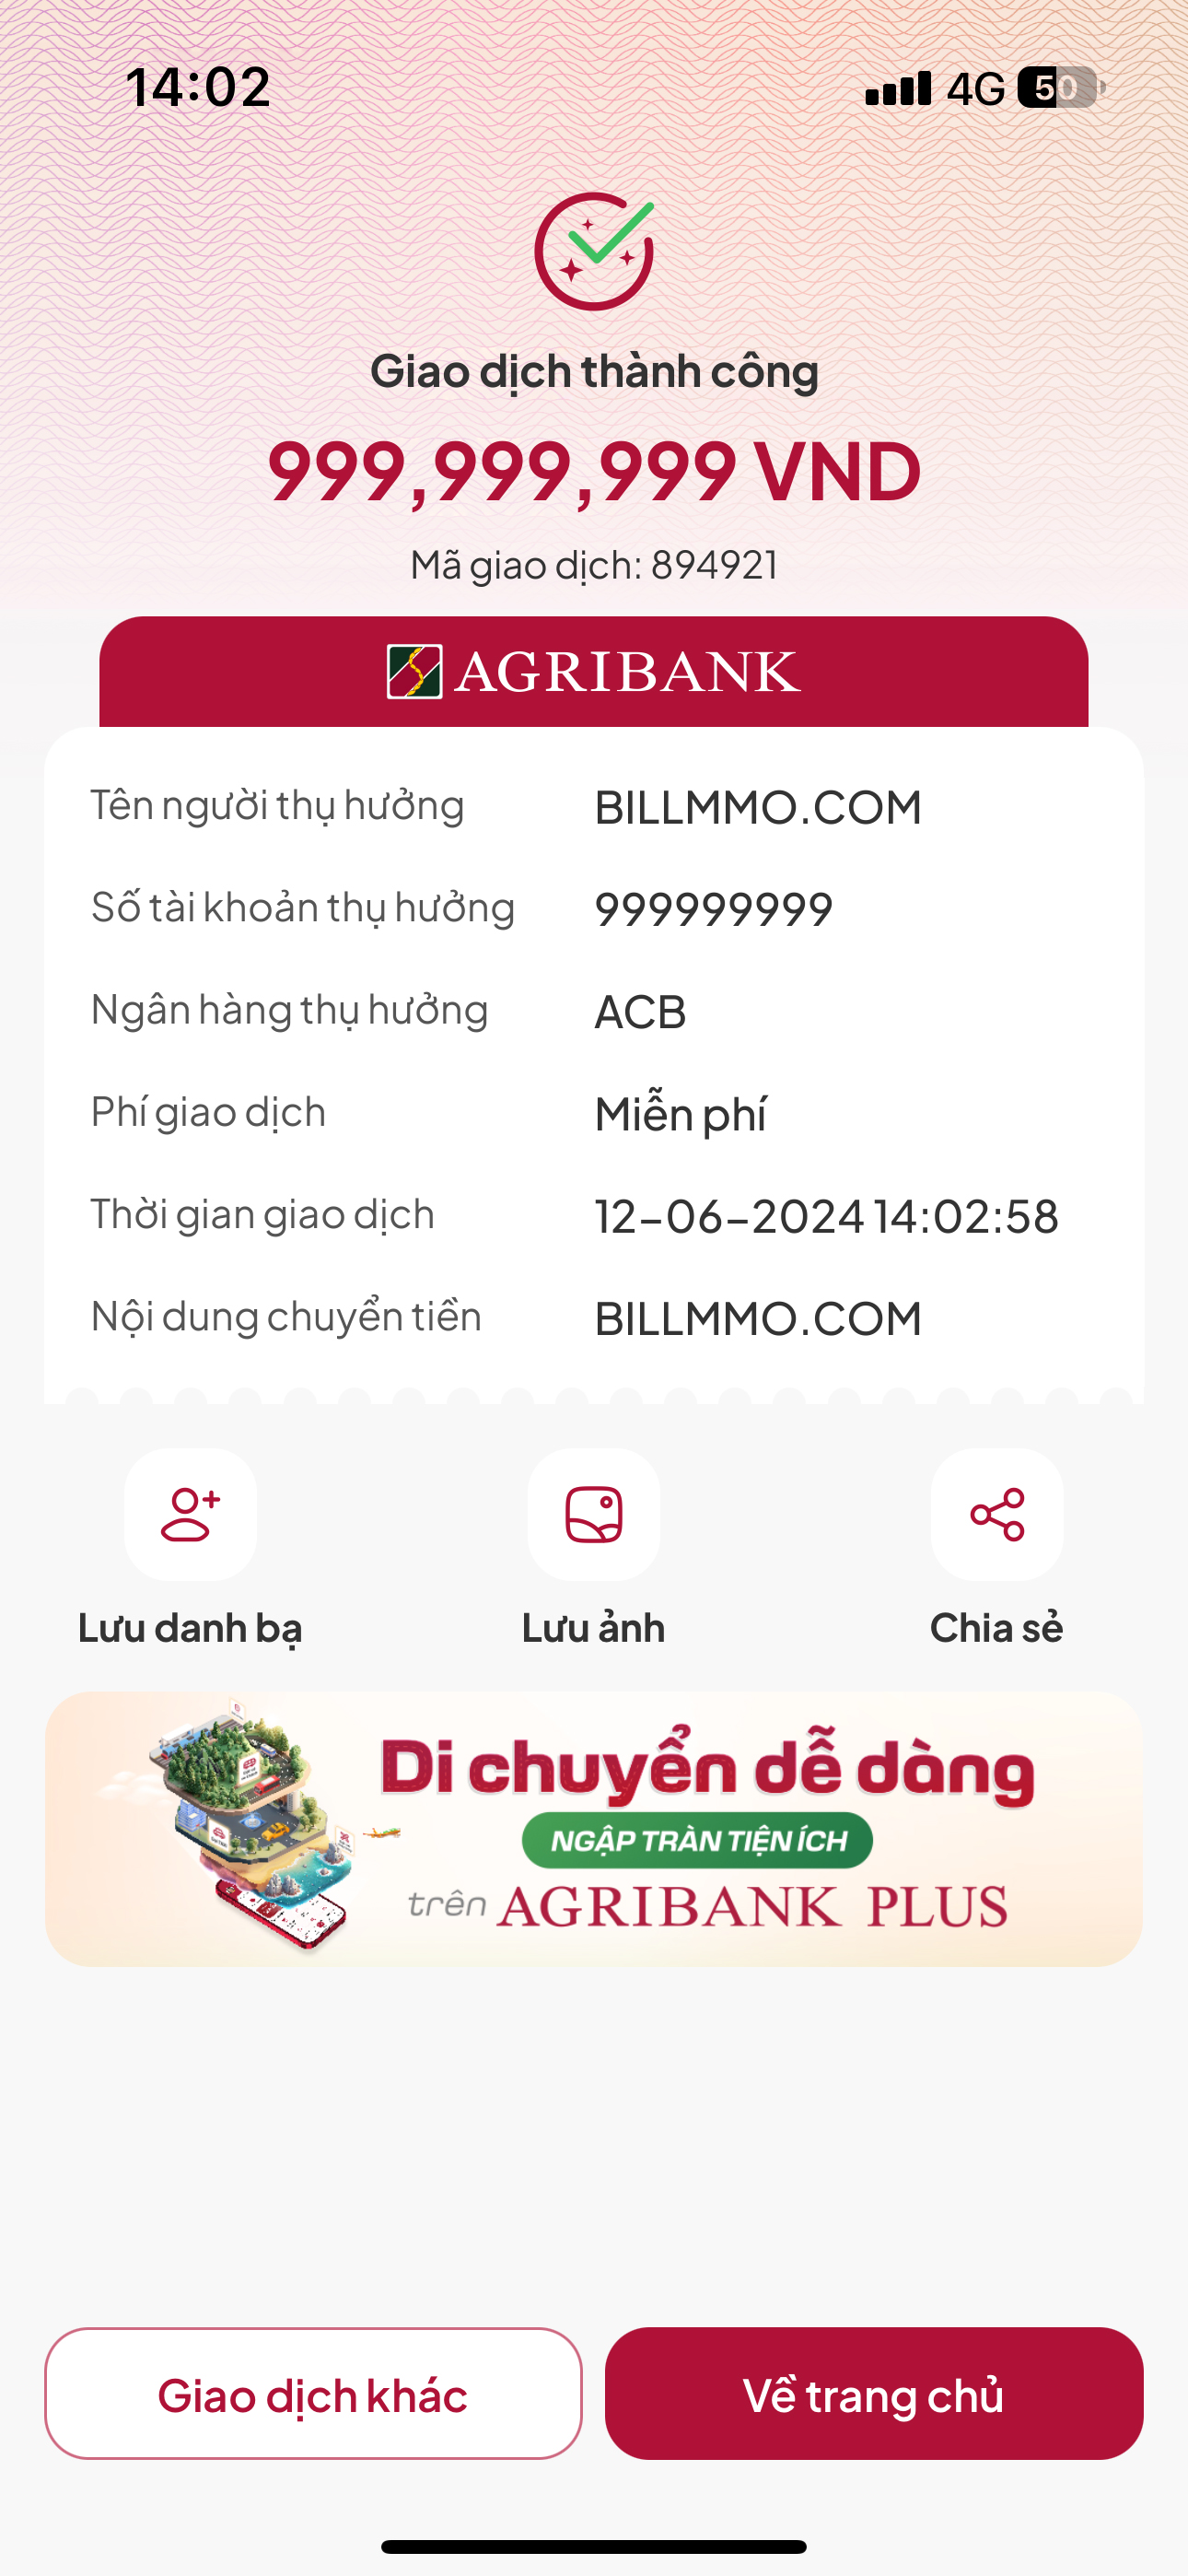 14:02
4G 50
Giao dịch thành công
999,999,999 VND
Mã giao dịch: 894921
AGRIBANK
Tên người thụ hưởng BILLMMO.COM
Số tài khoản thụ hưởng 999999999
Ngân hàng thụ hưởng ACB
Phí giao dịch Miễn phí
Thời gian giao dịch 12-06-2024 14:02:58
Nội dung chuyển tiền BILLMMO.COM
Lưu danh bạ Lưu ảnh Chia sẻ
Di chuyển dễ dàng
NGẬP TRÀN TIỆN ÍCH
trên AGRIBANK PLUS
Giao dịch khác Về trang chủ